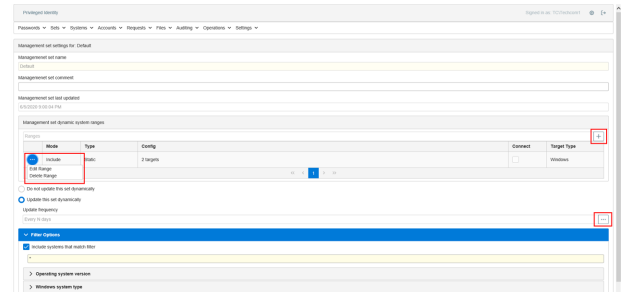 Privileged Identity
Passwords Sets Systems Accounts Requests Files Auditing Operations Settings
Management set settings for: Default
Management set name
Default
Management set comment
Management set last updated
Management set dynamic system ranges
Ranges
Mode Type Config Connect Target Type
Include Static 2 targets Windows
Edit Range
Delete Range
1
Do not update this set dynamically
Update this set dynamically
Update frequency
Every N days
Filter Options
Include systems that match filter
*
Operating system version
Windows system type